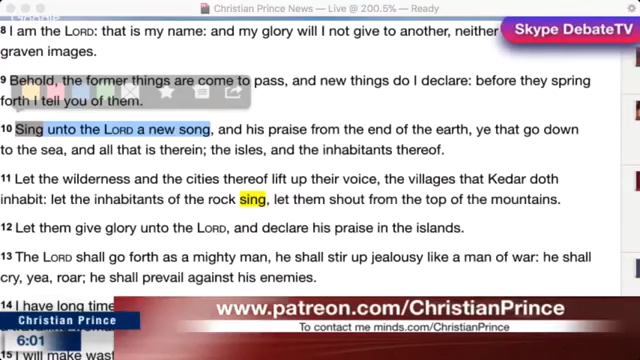 Christian Prince News — Live @ 200.5% — Ready
8 I am the LORD: that is my name: and my glory will I not give to another, neither
Skype DebateTV
graven images.
9 Behold, the former things are come to pass, and new things do I declare: before they spring
forth I tell you of them.
10 Sing unto the LORD a new song, and his praise from the end of the earth, ye that go down
to the sea, and all that is therein; the isles, and the inhabitants thereof.
11 Let the wilderness and the cities thereof lift up their voice, the villages that Kedar doth
inhabit: let the inhabitants of the rock sing, let them shout from the top of the mountains.
12 Let them give glory unto the LORD, and declare his praise in the islands.
13 The LORD shall go forth as a mighty man, he shall stir up jealousy like a man of war: he shall
cry, yea, roar; he shall prevail against his enemies.
14 I have long time
www.patreon.com/ChristianPrince
Christian Prince
To contact me minds.com/ChristianPrince
6:01
15 I will make wast